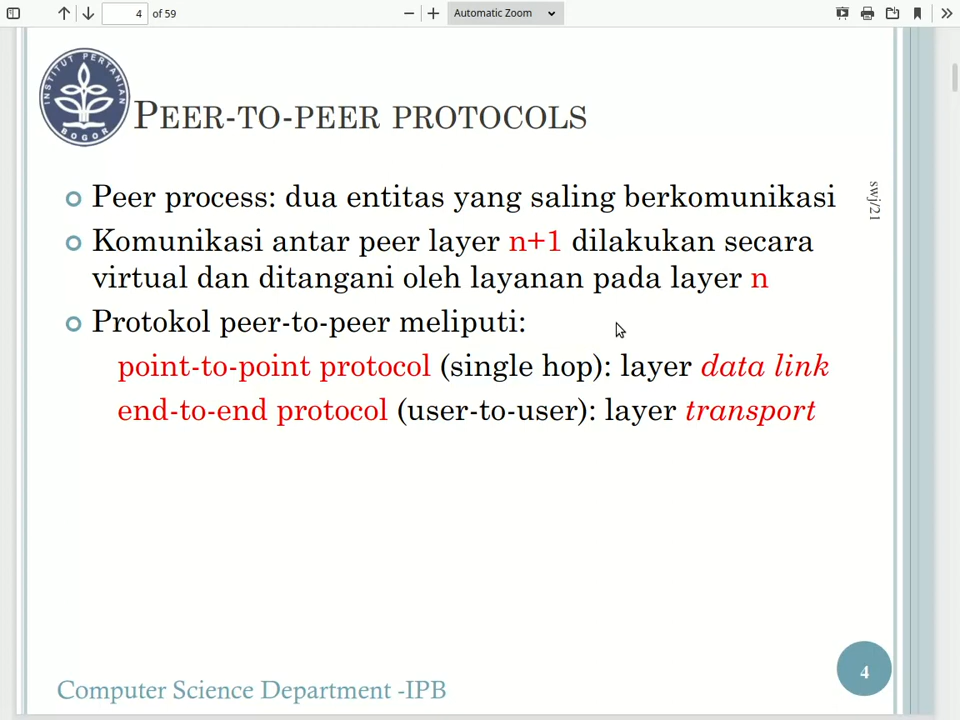 4 of 59
Automatic Zoom
INSTITUT PERTANIAN
BOGOR
PEER-TO-PEER PROTOCOLS
swj/21
Peer process: dua entitas yang saling berkomunikasi
Komunikasi antar peer layer n+1 dilakukan secara
virtual dan ditangani oleh layanan pada layer n
Protokol peer-to-peer meliputi:
point-to-point protocol (single hop): layer data link
end-to-end protocol (user-to-user): layer transport
Computer Science Department -IPB
4